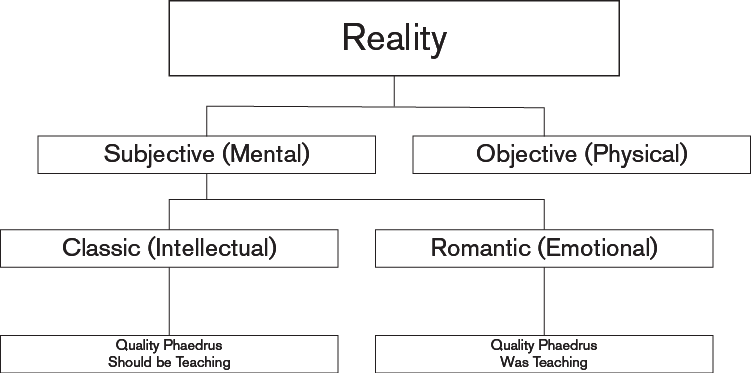 Reality
Subjective (Mental)
Objective (Physical)
Classic (Intellectual)
Romantic (Emotional)
Quality Phaedrus
Should be Teaching
Quality Phaedrus
Was Teaching